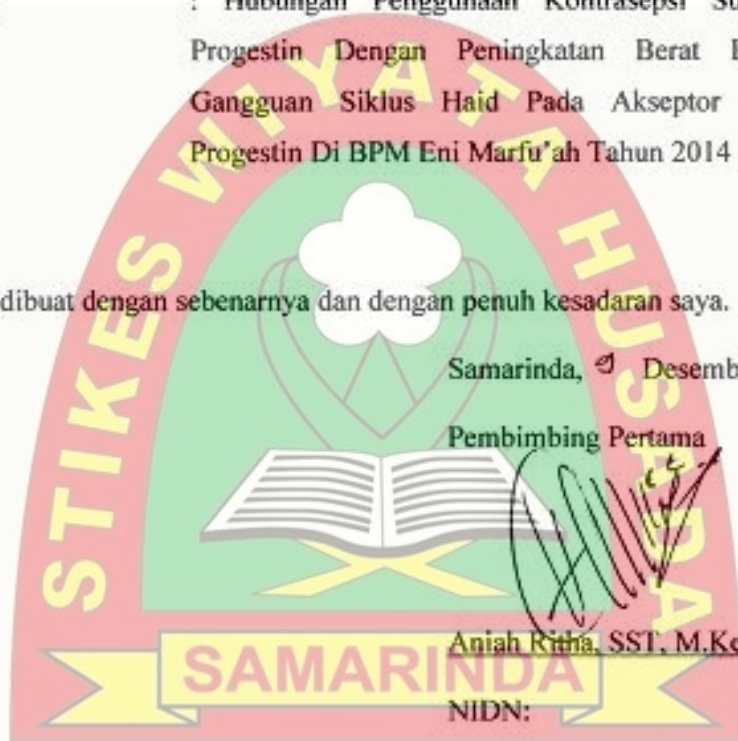 : Hubungan Penggunaan Kontrasepsi
Progestin Dengan Peningkatan Berat
Gangguan Siklus Haid Pada Akseptor
Progestin Di BPM Eni Marfu'ah Tahun 2014
dibuat dengan sebenarnya dan dengan penuh kesadaran saya.
Samarinda, 9 Desemb
Pembimbing Pertama
Aniah Ritha, SST, M.Ke
NIDN:
STIKES WIYATA HUSADA
SAMARINDA